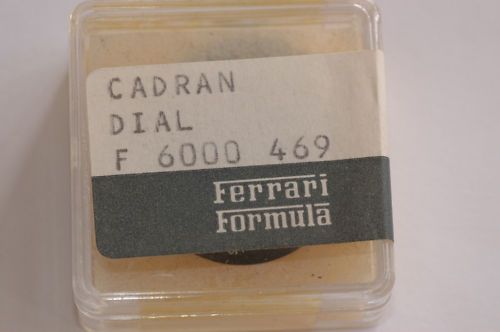 CADRAN
DIAL
F 6000 469
Ferrari
Formula